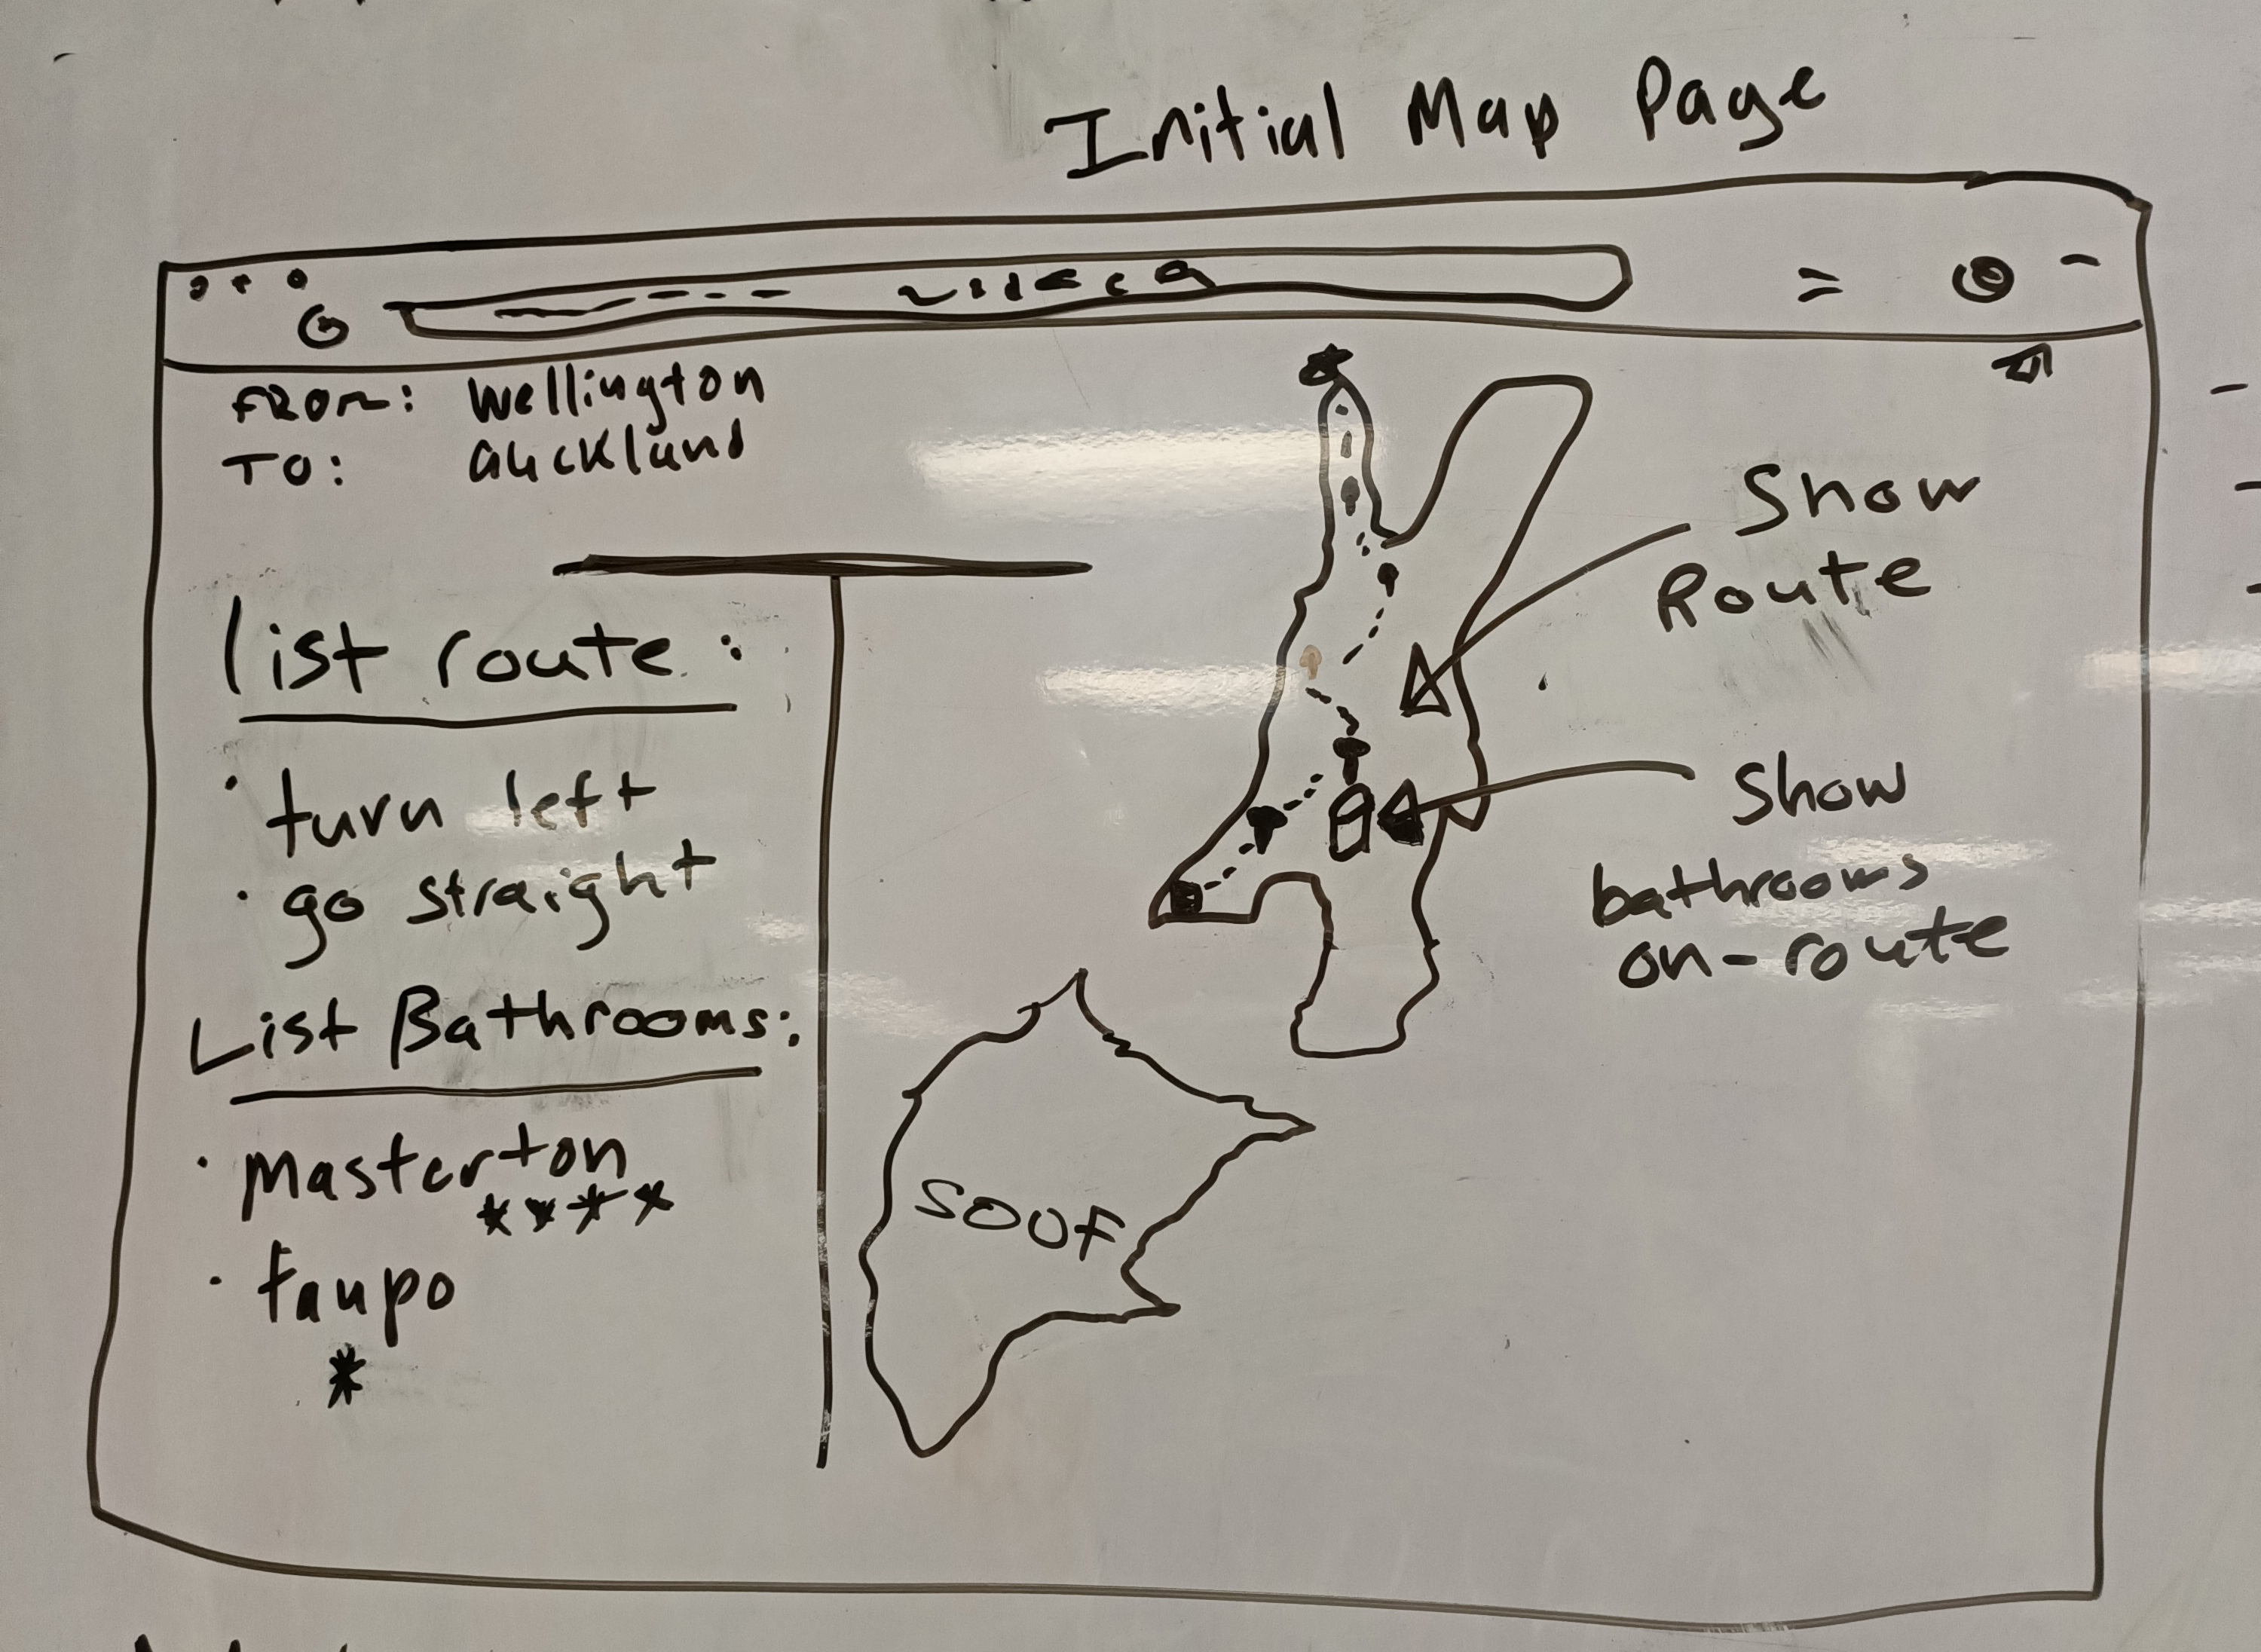 Initial Map Page
FROM: Wellington
TO: auckland
list route:
· turn left
· go straight
List Bathrooms:
· Masterton
****
· taupo
*
Show
Route
Show
bathrooms
on-route
SOUF